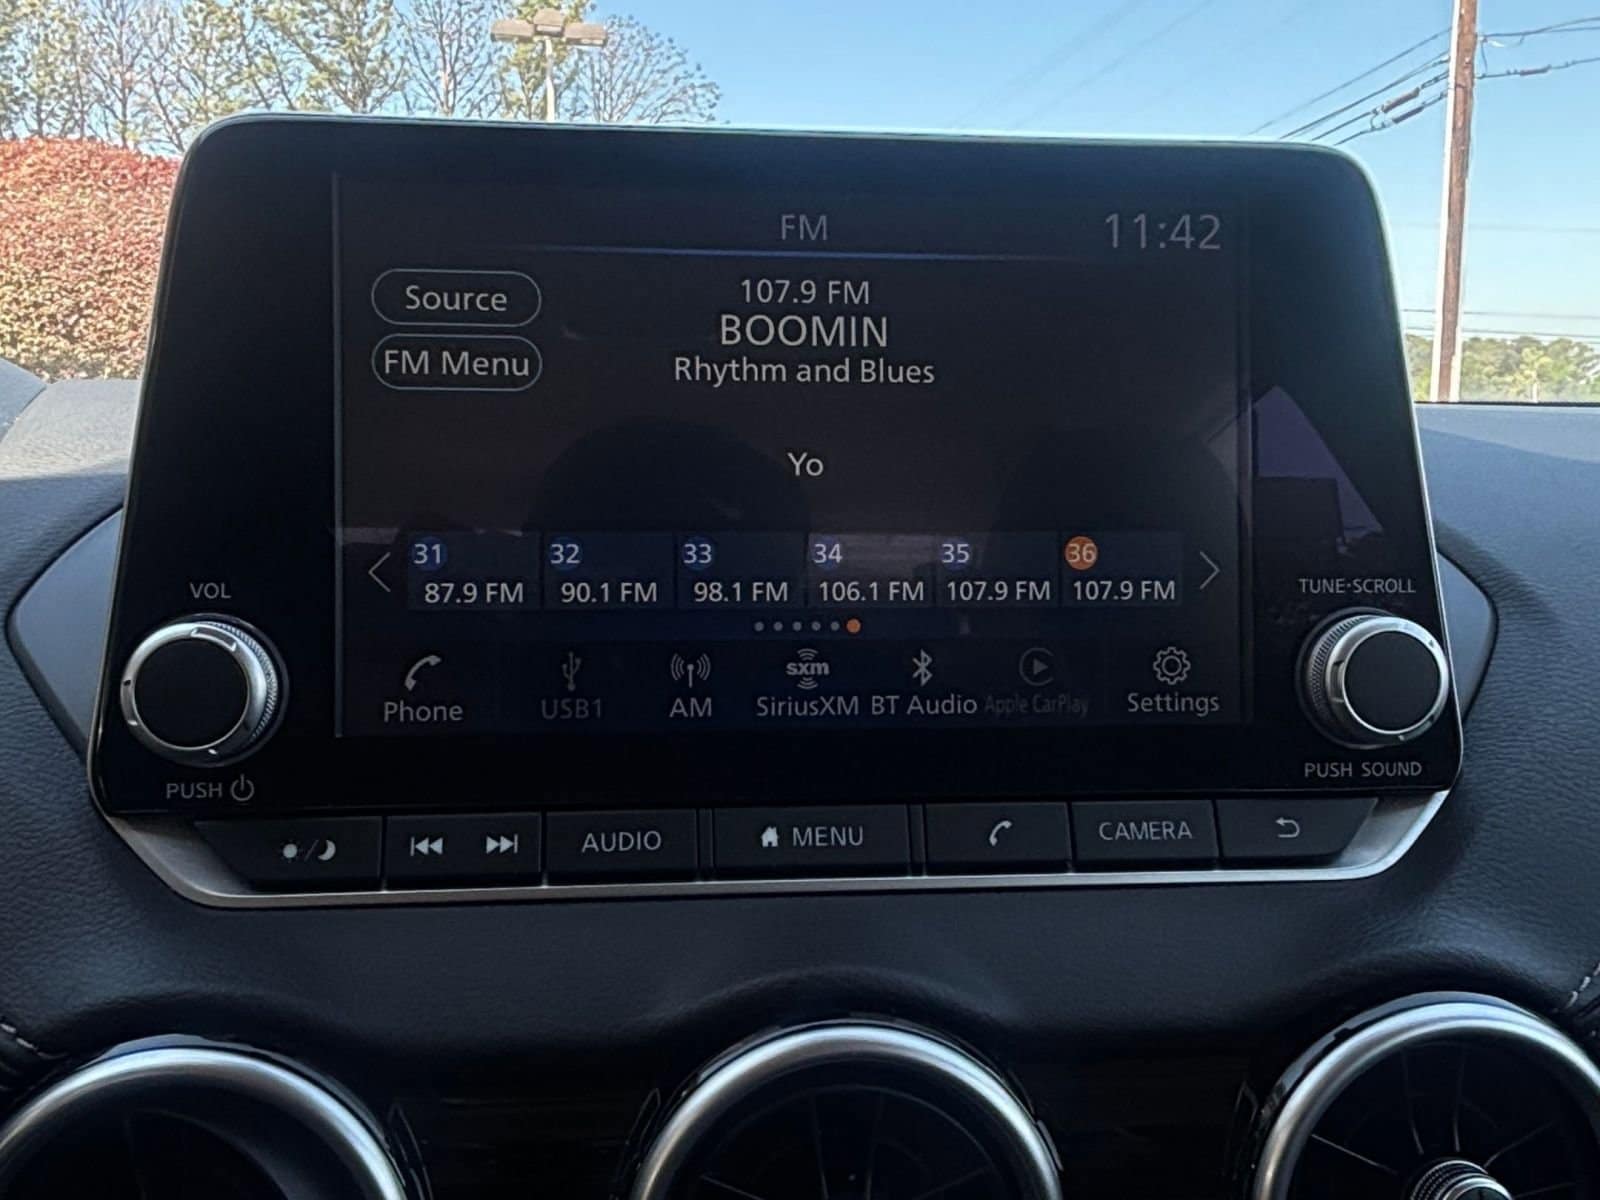 FM
11:42
Source
107.9 FM
BOOMIN
FM Menu
Rhythm and Blues
Yo
31 32 33 34 35 36
87.9 FM 90.1 FM 98.1 FM 106.1 FM 107.9 FM 107.9 FM
VOL
TUNE·SCROLL
sxm
Phone USB1 AM SiriusXM BT Audio Apple CarPlay Settings
PUSH
PUSH SOUND
AUDIO MENU CAMERA